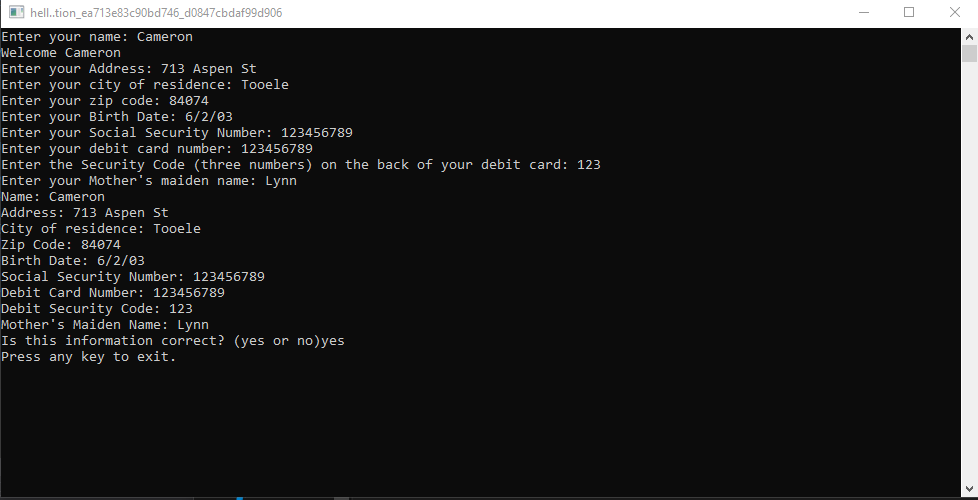 hell..tion_ea713e83c90bd746_d0847cbdaf99d906
Enter your name: Cameron
Welcome Cameron
Enter your Address: 713 Aspen St
Enter your city of residence: Tooele
Enter your zip code: 84074
Enter your Birth Date: 6/2/03
Enter your Social Security Number: 123456789
Enter your debit card number: 123456789
Enter the Security Code (three numbers) on the back of your debit card: 123
Enter your Mother's maiden name: Lynn
Name: Cameron
Address: 713 Aspen St
City of residence: Tooele
Zip Code: 84074
Birth Date: 6/2/03
Social Security Number: 123456789
Debit Card Number: 123456789
Debit Security Code: 123
Mother's Maiden Name: Lynn
Is this information correct? (yes or no)yes
Press any key to exit.